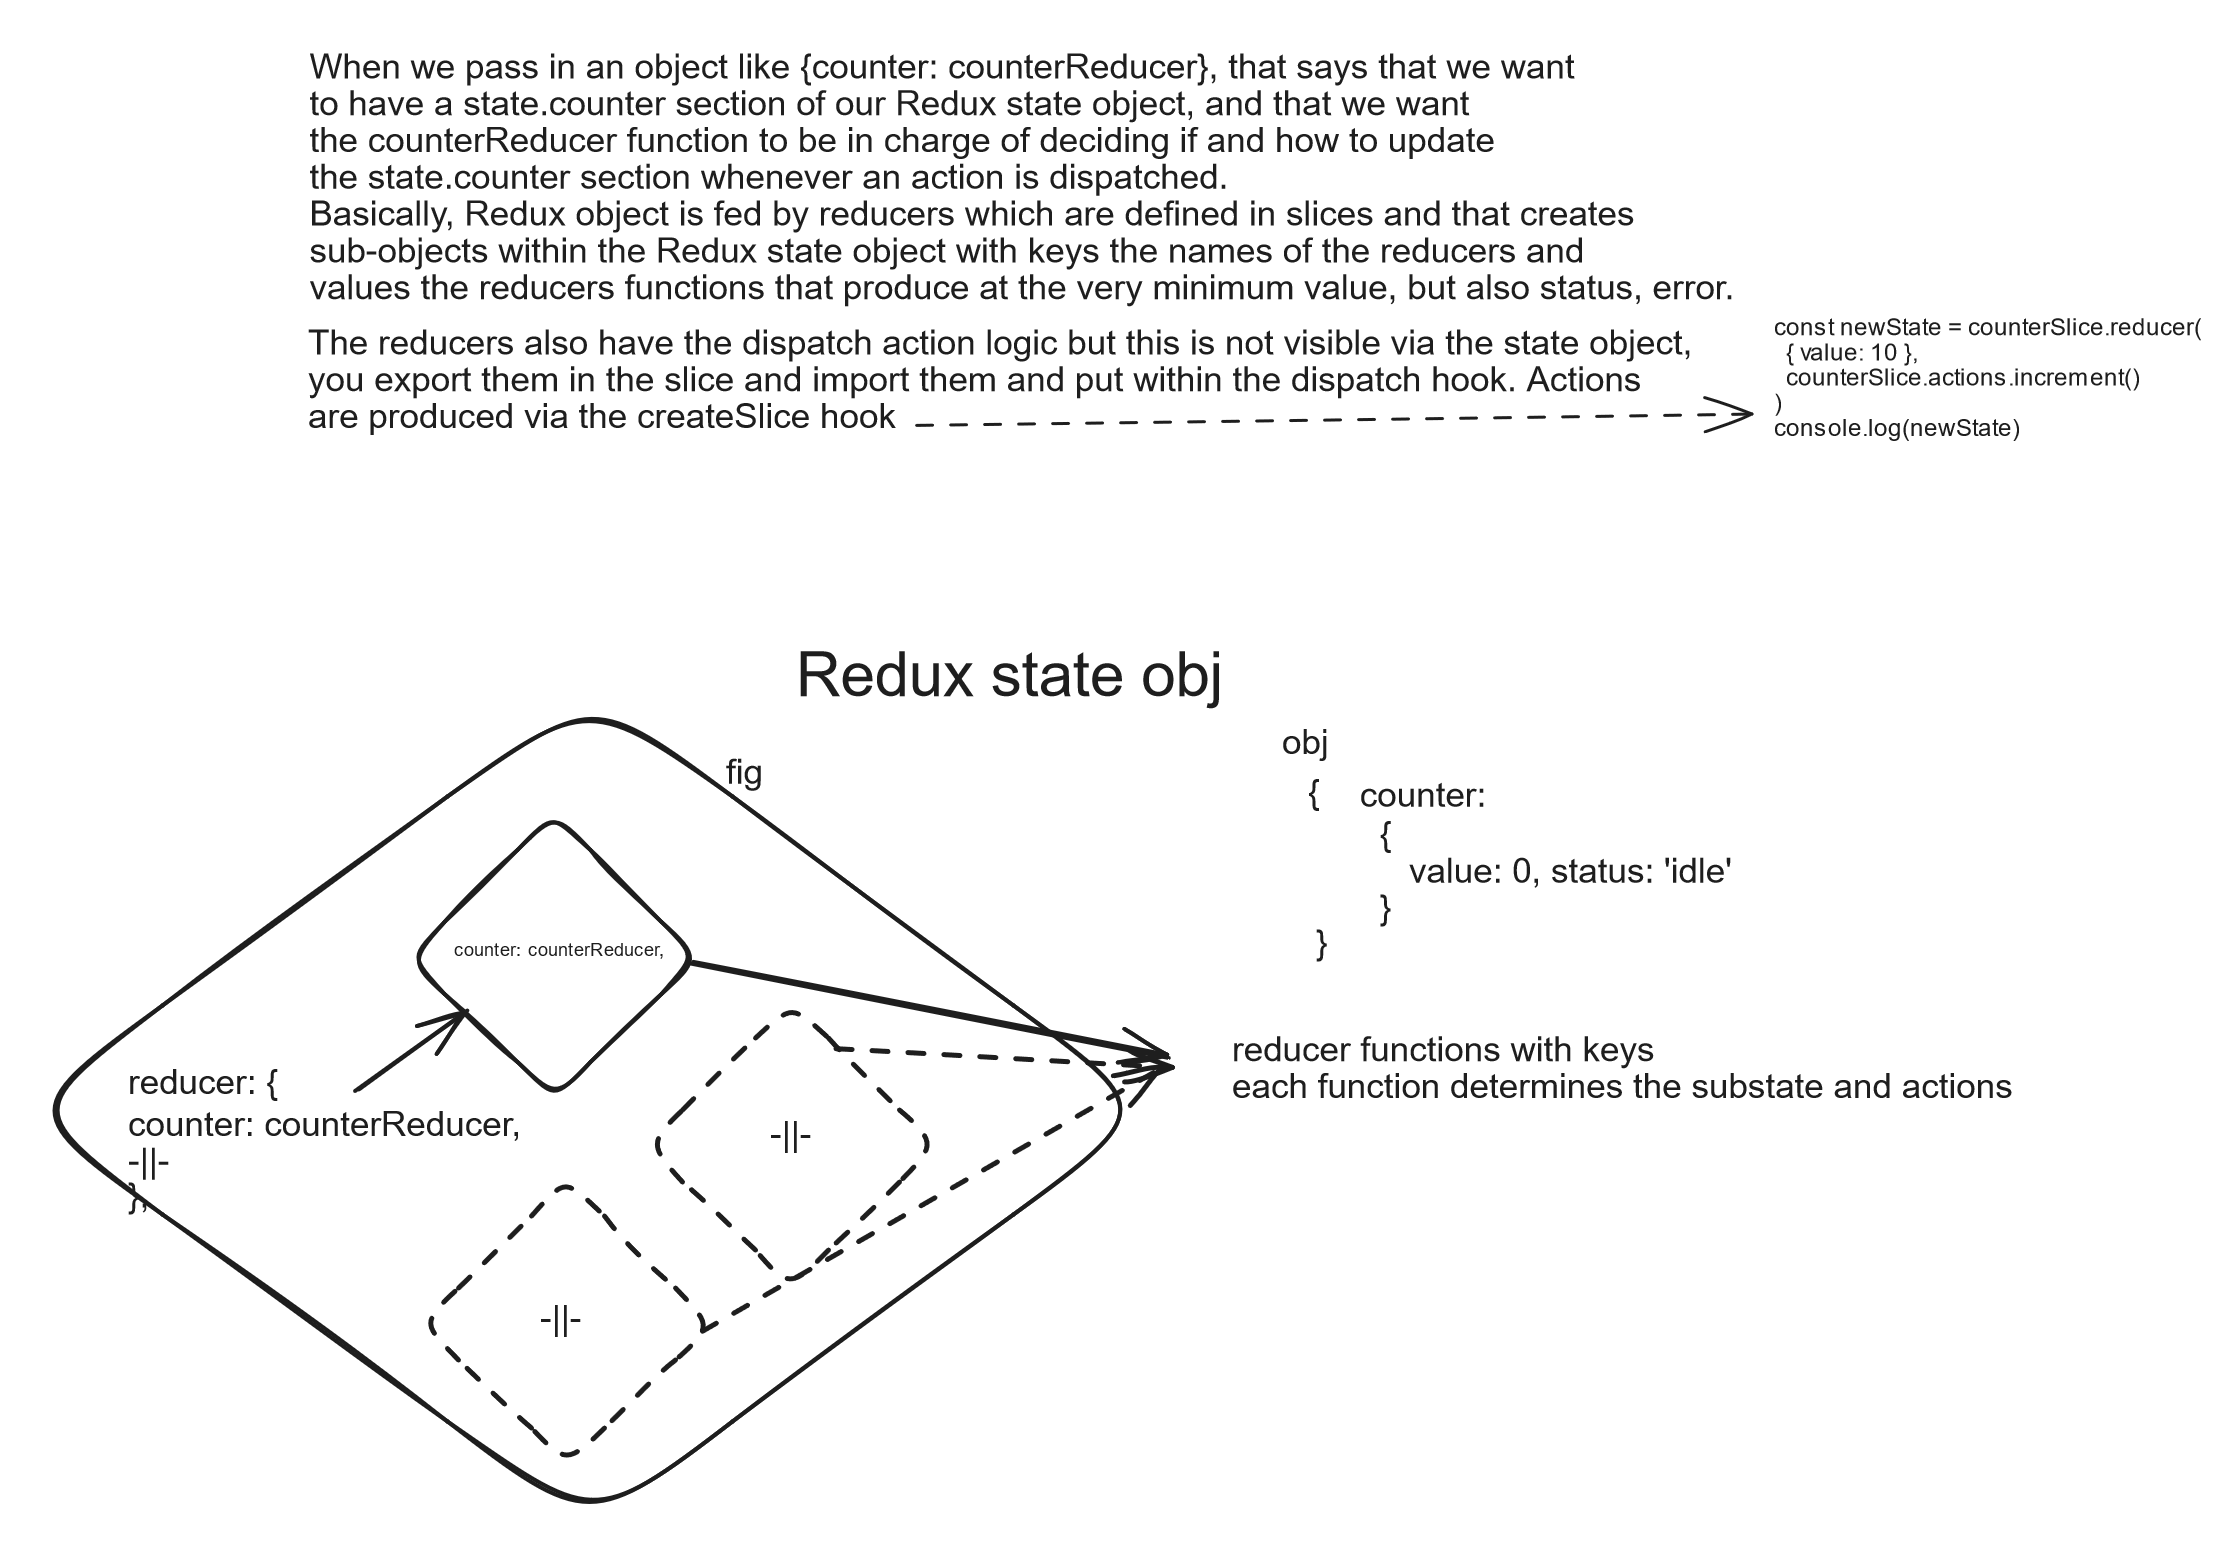 When we pass in an object like {counter: counterReducer}, that says that we want
to have a state.counter section of our Redux state object, and that we want
the counterReducer function to be in charge of deciding if and how to update
the state.counter section whenever an action is dispatched.
Basically, Redux object is fed by reducers which are defined in slices and that creates
sub-objects within the Redux state object with keys the names of the reducers and
values the reducers functions that produce at the very minimum value, but also status, error.
The reducers also have the dispatch action logic but this is not visible via the state object,
you export them in the slice and import them and put within the dispatch hook. Actions
are produced via the createSlice hook
const newState = counterSlice.reducer(
{ value: 10 },
counterSlice.actions.increment()
)
console.log(newState)
Redux state obj
fig
obj
{ counter:
{
value: 0, status: 'idle'
}
}
counter: counterReducer,
reducer: {
counter: counterReducer,
-||-
},
-||-
-||-
reducer functions with keys
each function determines the substate and actions